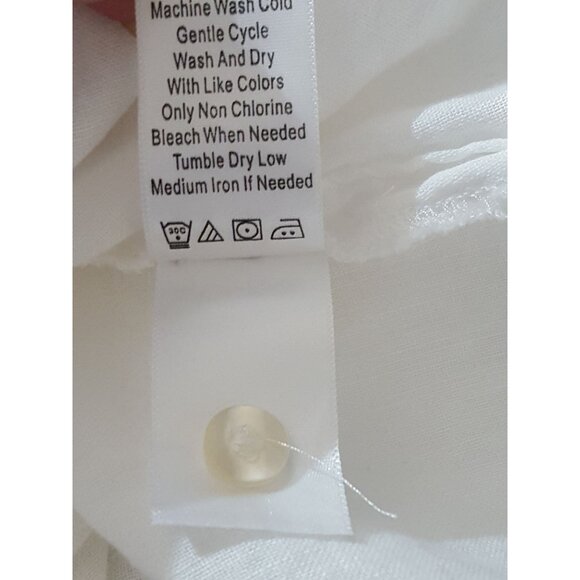 Machine Wash Cold
Gentle Cycle
Wash And Dry
With Like Colors
Only Non Chlorine
Bleach When Needed
Tumble Dry Low
Medium Iron If Needed
30C